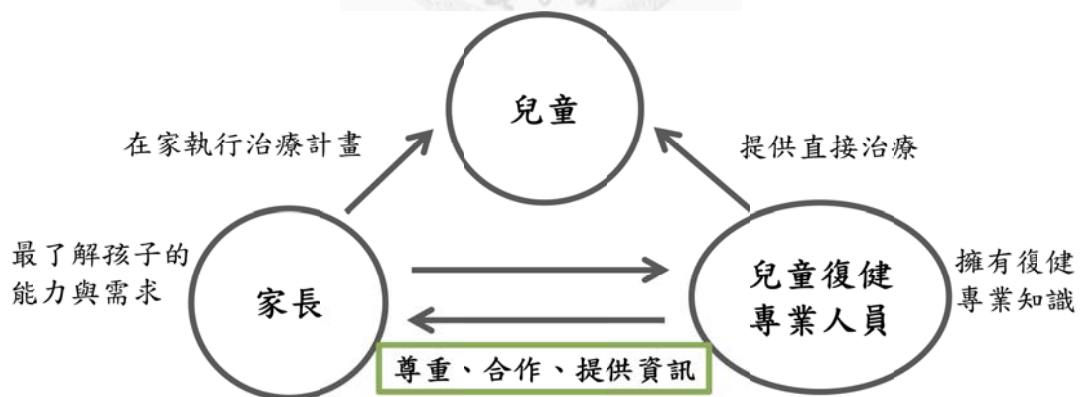 兒童
在家執行治療計畫
提供直接治療
最了解孩子的
能力與需求
家長
兒童復健
專業人員
擁有復健
專業知識
尊重、合作、提供資訊